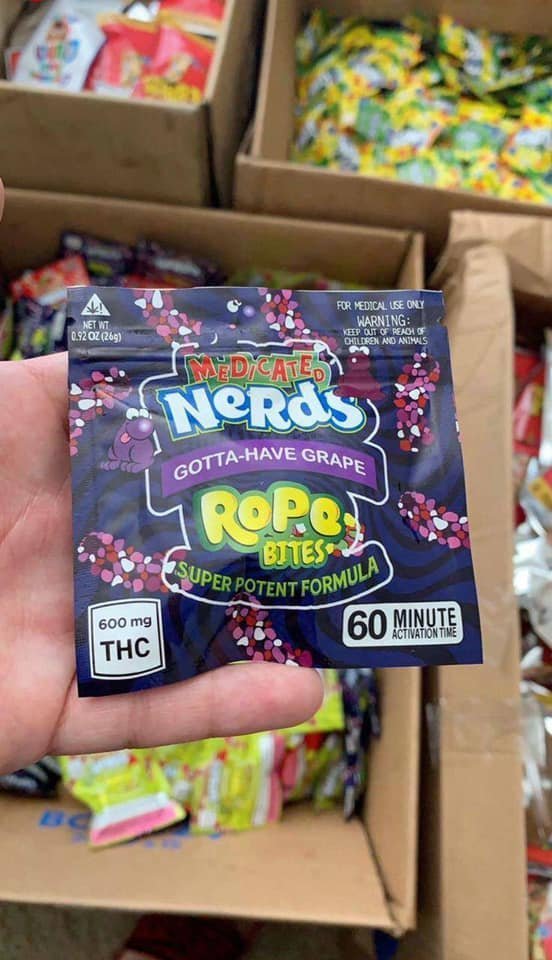 FOR MEDICAL USE ONLY
WARNING:
KEEP OUT OF REACH OF
CHILDREN AND ANIMALS
NET WT
0.92 OZ (26g)
MEDICATED
NeRdS
GOTTA-HAVE GRAPE
ROPe
BITES
SUPER POTENT FORMULA
600 mg
THC
60 MINUTE
ACTIVATION TIME